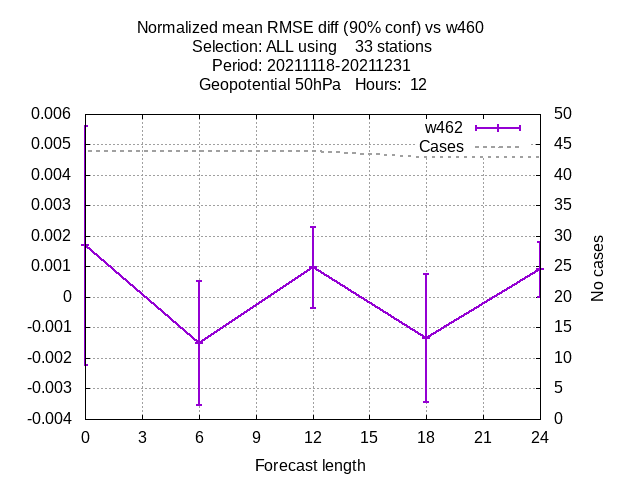 Normalized mean RMSE diff (90% conf) vs w460
Selection: ALL using    33 stations
Period: 20211118-20211231
Geopotential 50hPa   Hours:  12
0.006
0.005
0.004
0.003
0.002
0.001
0
-0.001
-0.002
-0.003
-0.004
w462
Cases
50
45
40
35
30
25
20
15
10
5
0
No cases
0 3 6 9 12 15 18 21 24
Forecast length